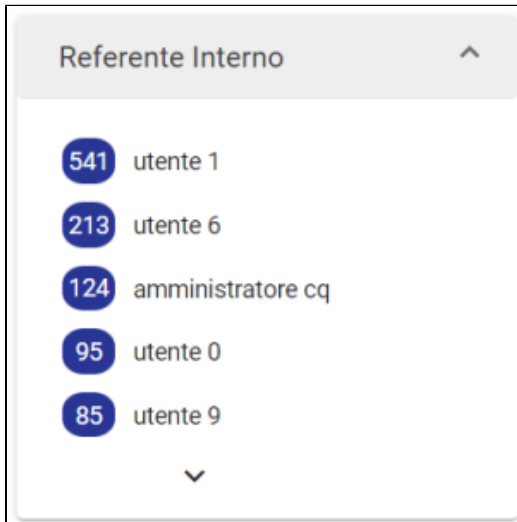 Referente Interno
541 utente 1
213 utente 6
124 amministratore cq
95 utente 0
85 utente 9